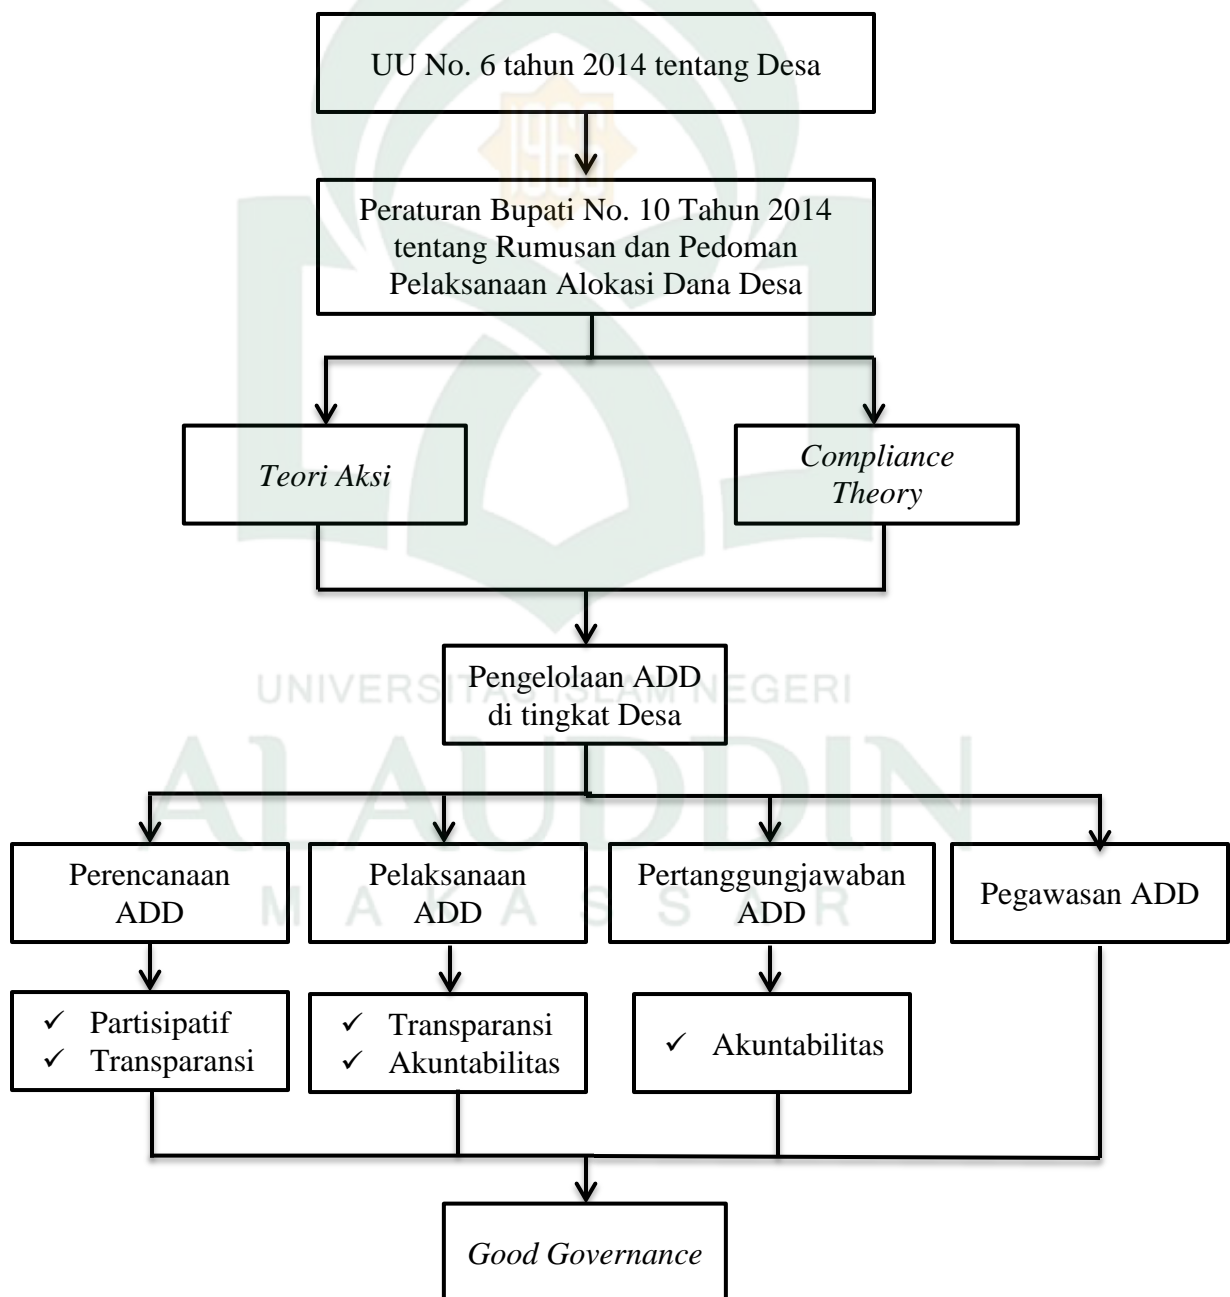 UU No. 6 tahun 2014 tentang Desa
1965
Peraturan Bupati No. 10 Tahun 2014
tentang Rumusan dan Pedoman
Pelaksanaan Alokasi Dana Desa
Teori Aksi
Compliance
Theory
Pengelolaan ADD
di tingkat Desa
UNIVERSITAS ISLAM NEGERI
ALAUDDIN
MAKASSAR
Perencanaan
ADD
Pelaksanaan
ADD
Pertanggungjawaban
ADD
Pegawasan ADD
✓ Partisipatif
✓ Transparansi
✓ Transparansi
✓ Akuntabilitas
✓ Akuntabilitas
Good Governance